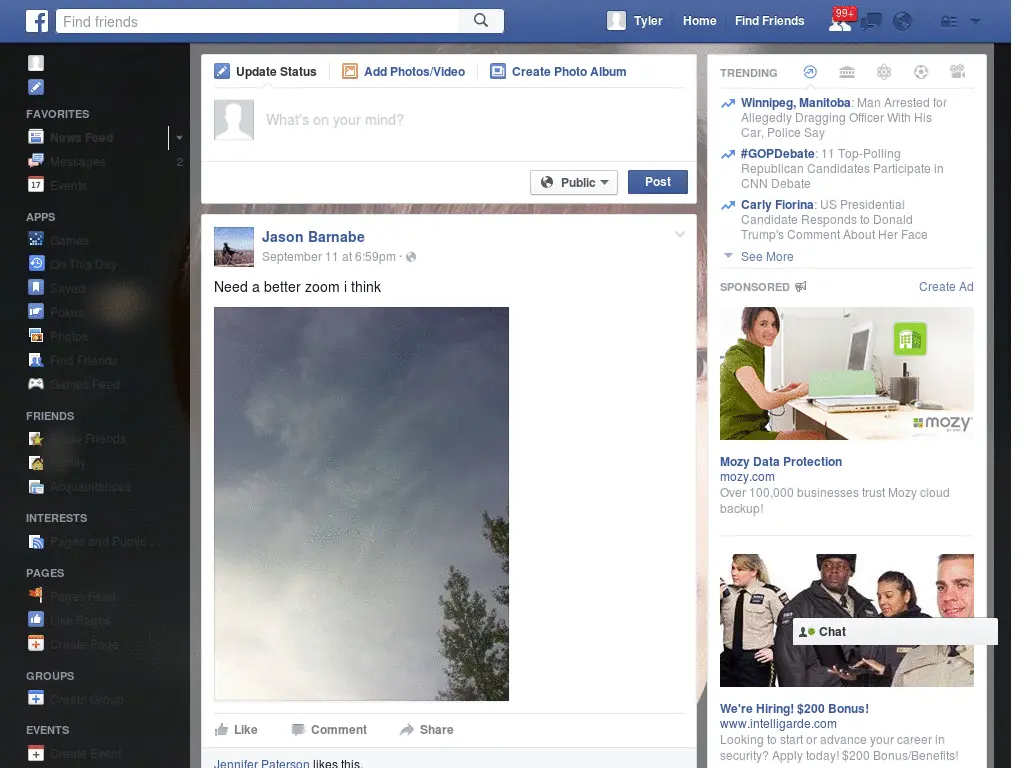 Find friends
Tyler
Home
Find Friends
99+
FAVORITES
News Feed
Messages
2
17
Events
APPS
Games
On This Day
Saved
Pokes
Photos
Find Friends
Games Feed
FRIENDS
Close Friends
Family
Acquaintances
INTERESTS
Pages and Public ...
PAGES
Pages Feed
Like Pages
Create Page
GROUPS
Create Group
EVENTS
Create Event
Update Status
Add Photos/Video
Create Photo Album
What's on your mind?
Public
Post
Jason Barnabe
September 11 at 6:59pm ·
Need a better zoom i think
Like
Comment
Share
Jennifer Paterson likes this.
TRENDING
Winnipeg, Manitoba: Man Arrested for
Allegedly Dragging Officer With His
Car, Police Say
#GOPDebate: 11 Top-Polling
Republican Candidates Participate in
CNN Debate
Carly Fiorina: US Presidential
Candidate Responds to Donald
Trump's Comment About Her Face
See More
SPONSORED
Create Ad
mozy
Mozy Data Protection
mozy.com
Over 100,000 businesses trust Mozy cloud
backup!
Chat
We're Hiring! $200 Bonus!
www.intelligarde.com
Looking to start or advance your career in
security? Apply today! $200 Bonus/Benefits!